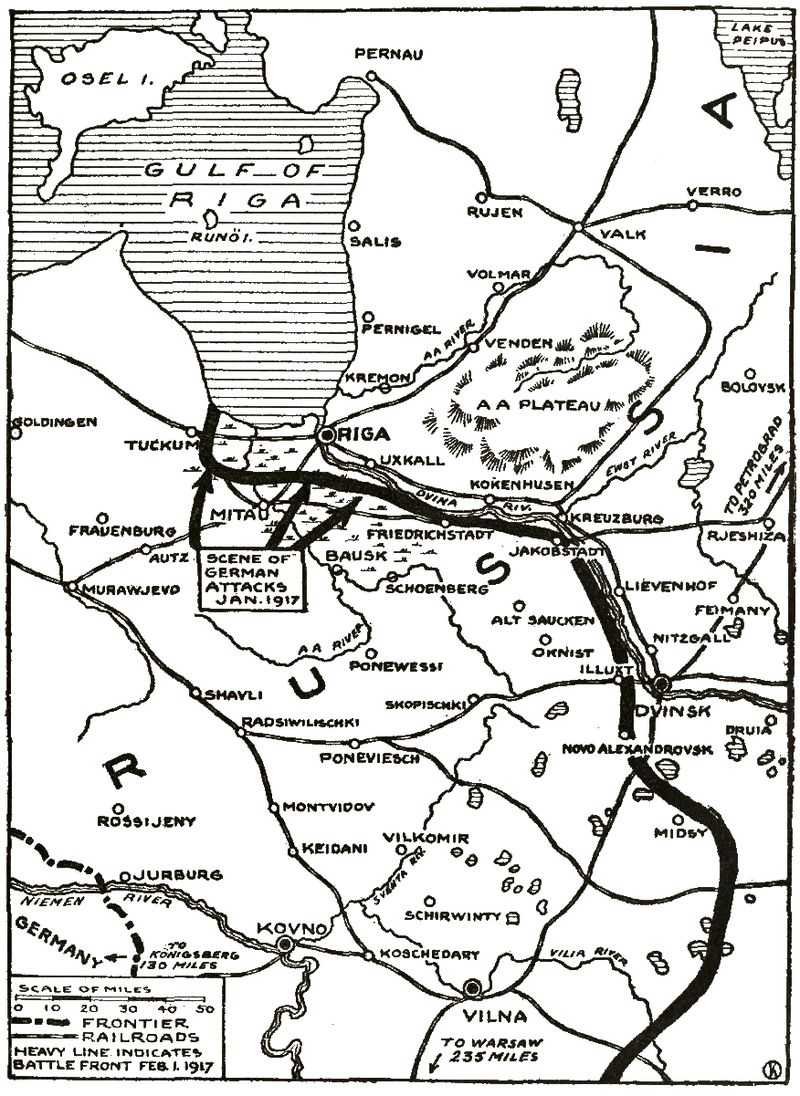 LAKE
PEIPUS
PERNAU
OSEL I.
A
GULF OF
RIGA
RUNÖ I.
SALIS
RUJEN
VERRO
VALK
I
VOLMAR
PERNIGEL
AA RIVER
VENDEN
KREMON
BOLOVSK
AA PLATEAU
S
GOLDINGEN
TUCKUM
RIGA
UXKALL
EWST RIVER
TO PETROGRAD
320 MILES
KOKENHUSEN
DVINA RIV.
MITAU
FRAUENBURG
KREUZBURG
RJESHIZA
FRIEDRICHSTADT
AUTZ
JAKOBSTADT
SCENE OF
GERMAN
ATTACKS
JAN. 1917
BAUSK
S
MURAWJEVO
SCHOENBERG
LIEVENHOF
FEIMANY
ALT SAUCKEN
OKNIST
NITZGALL
AA RIVER
PONEWESSI
ILLUXT
U
SHAVLI
SKOPISCHKI
DVINSK
RADSIWILISCHKI
DRUIA
PONEVIESCH
NOVO ALEXANDROVSK
R
ROSSIJENY
MONTVIDOV
MIDSY
KEIDANI
VILKOMIR
JURBURG
SVENTA RIV.
NIEMEN RIVER
SCHIRWINTY
GERMANY
KOVNO
TO
KÖNIGSBERG
130 MILES
KOSCHEDARY
VILIA RIVER
VILNA
TO WARSAW
235 MILES
SCALE OF MILES
0 10 20 30 40 50
FRONTIER
RAILROADS
HEAVY LINE INDICATES
BATTLE FRONT FEB. 1. 1917
K